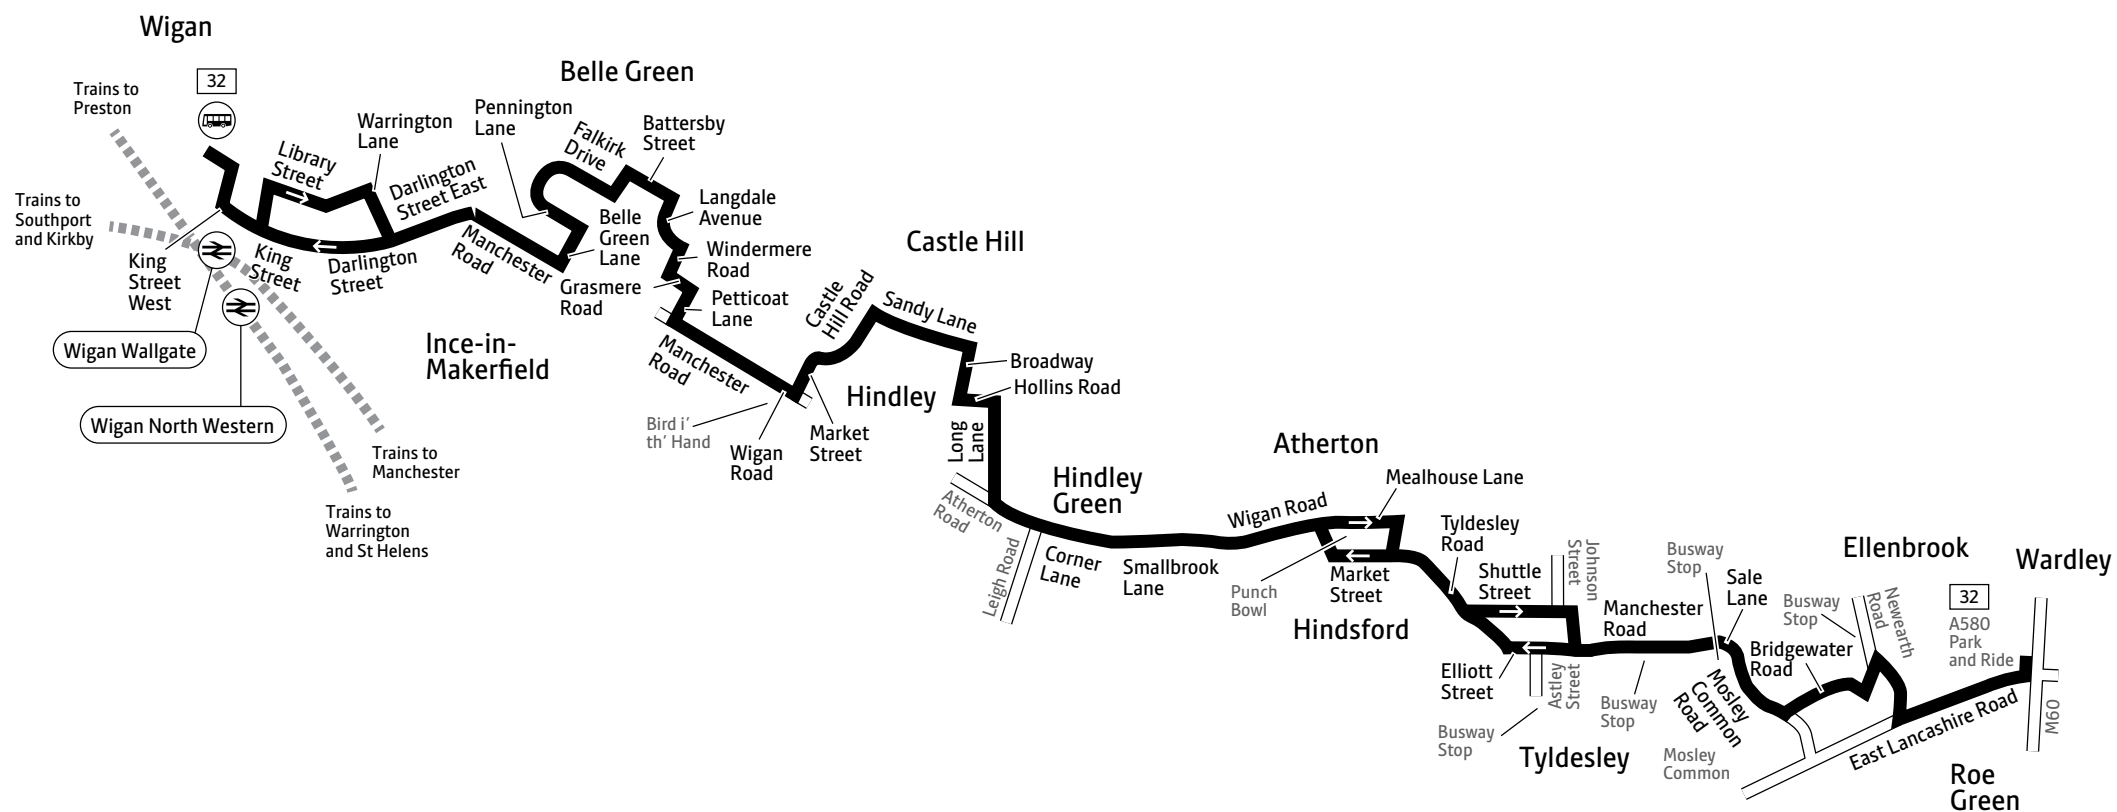 Wigan
32
Trains to
Preston
Trains to
Southport
and Kirkby
Library
Street
Warrington
Lane
Darlington
Street East
King
Street
West
King
Street
Darlington
Street
Wigan Wallgate
Wigan North Western
Trains to
Manchester
Trains to
Warrington
and St Helens
Ince-in-
Makerfield
Manchester
Road
Belle Green
Pennington
Lane
Falkirk
Drive
Battersby
Street
Belle
Green
Lane
Langdale
Avenue
Windermere
Road
Grasmere
Road
Petticoat
Lane
Manchester
Road
Bird i’
th’ Hand
Wigan
Road
Market
Street
Castle
Hill Road
Hindley
Castle Hill
Sandy Lane
Broadway
Hollins Road
Long
Lane
Atherton
Road
Leigh Road
Hindley
Green
Corner
Lane
Smallbrook
Lane
Wigan Road
Atherton
Mealhouse Lane
Punch
Bowl
Market
Street
Hindsford
Tyldesley
Road
Shuttle
Street
Johnson
Street
Elliott
Street
Astley
Street
Busway
Stop
Tyldesley
Manchester
Road
Busway
Stop
Busway
Stop
Sale
Lane
Mosley
Common
Road
Mosley
Common
Bridgewater
Road
Busway
Stop
Ellenbrook
Newearth
Road
32
A580
Park
and Ride
Wardley
East Lancashire Road
M60
Roe
Green